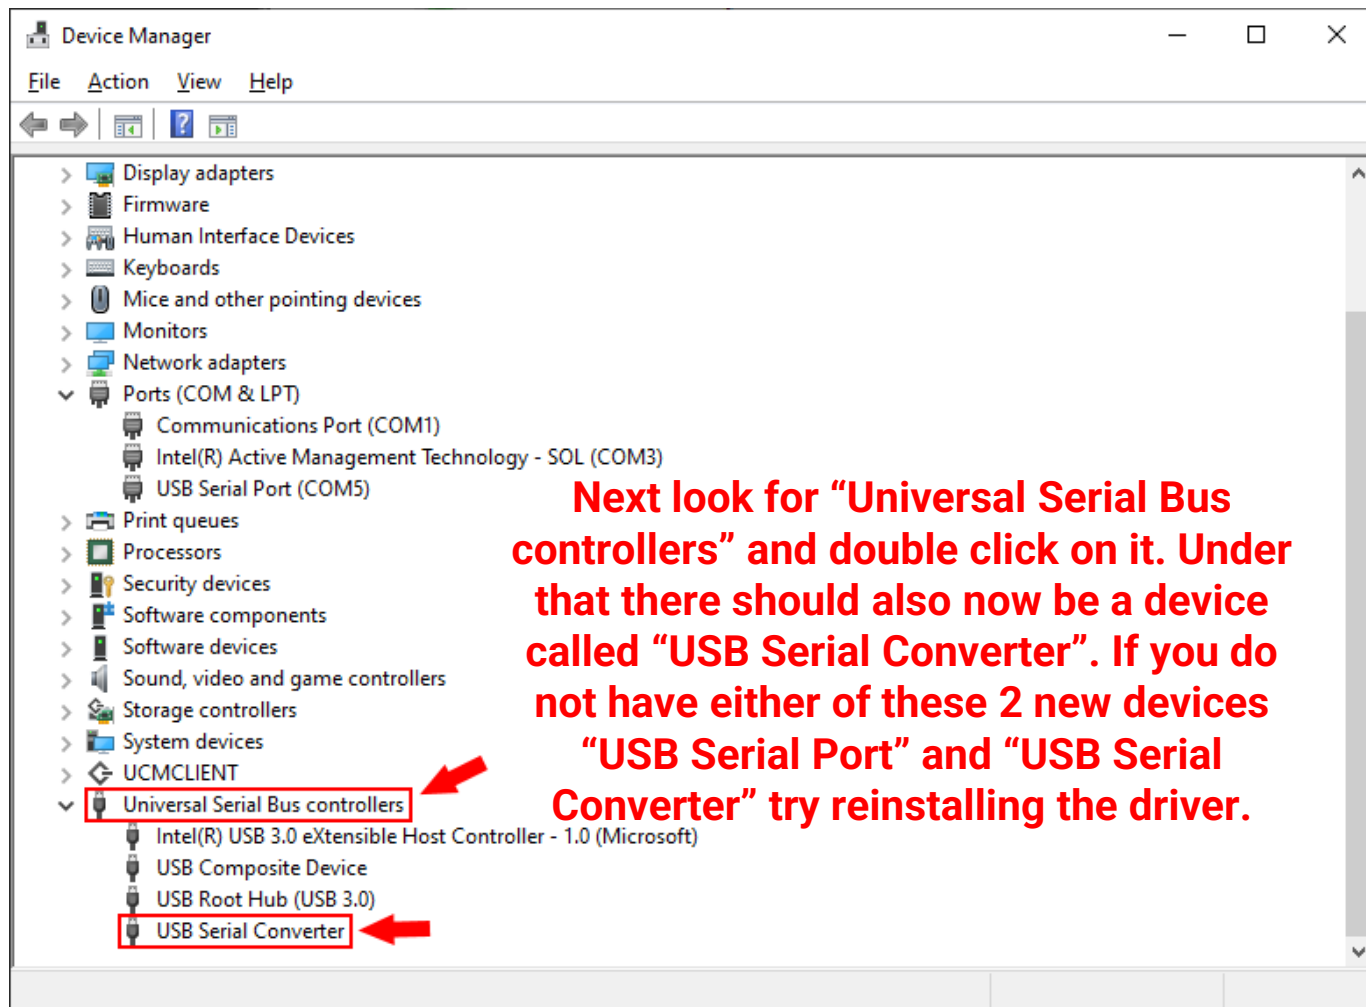 Device Manager
File Action View Help
Display adapters
Firmware
Human Interface Devices
Keyboards
Mice and other pointing devices
Monitors
Network adapters
Ports (COM & LPT)
Communications Port (COM1)
Intel(R) Active Management Technology - SOL (COM3)
USB Serial Port (COM5)
Print queues
Processors
Security devices
Software components
Software devices
Sound, video and game controllers
Storage controllers
System devices
UCMCLIENT
Universal Serial Bus controllers
Intel(R) USB 3.0 eXtensible Host Controller - 1.0 (Microsoft)
USB Composite Device
USB Root Hub (USB 3.0)
USB Serial Converter
Next look for “Universal Serial Bus
controllers” and double click on it. Under
that there should also now be a device
called “USB Serial Converter”. If you do
not have either of these 2 new devices
“USB Serial Port” and “USB Serial
Converter” try reinstalling the driver.